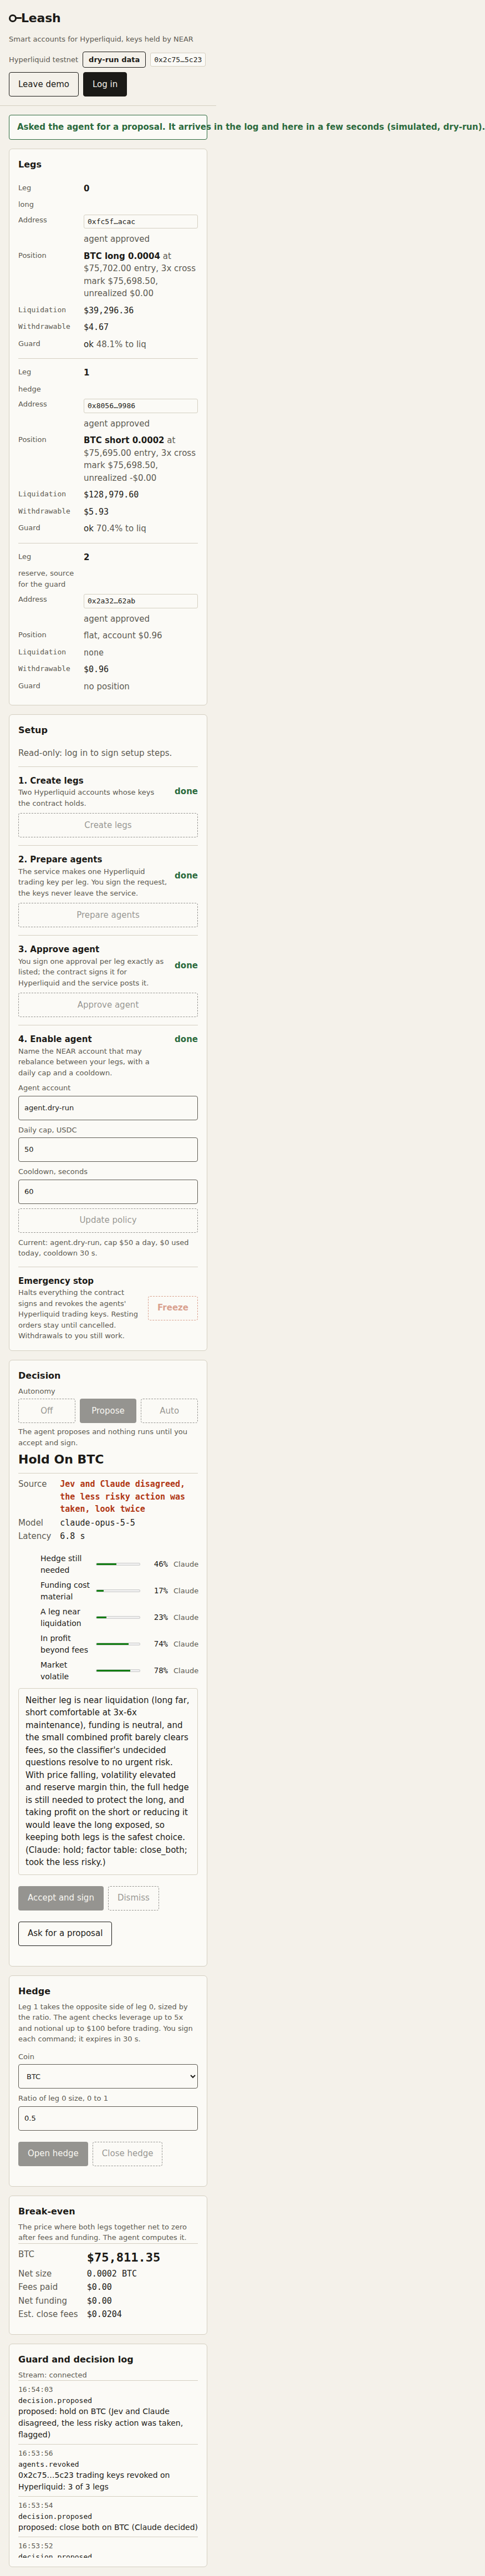 Leash
Smart accounts for Hyperliquid, keys held by NEAR
Hyperliquid testnet dry-run data 0x2c75…5c23
Leave demo Log in
Asked the agent for a proposal. It arrives in the log and here in a few seconds (simulated, dry-run).
Legs
Leg 0
long
Address 0xfc5f…acac
agent approved
Position BTC long 0.0004 at
$75,702.00 entry, 3x cross
mark $75,698.50,
unrealized $0.00
Liquidation $39,296.36
Withdrawable $4.67
Guard ok 48.1% to liq
Leg 1
hedge
Address 0x8056…9986
agent approved
Position BTC short 0.0002 at
$75,695.00 entry, 3x cross
mark $75,698.50,
unrealized -$0.00
Liquidation $128,979.60
Withdrawable $5.93
Guard ok 70.4% to liq
Leg 2
reserve, source
for the guard
Address 0x2a32…62ab
agent approved
Position flat, account $0.96
Liquidation none
Withdrawable $0.96
Guard no position
Setup
Read-only: log in to sign setup steps.
1. Create legs
Two Hyperliquid accounts whose keys
the contract holds.
done
Create legs
2. Prepare agents
The service makes one Hyperliquid
trading key per leg. You sign the request,
the keys never leave the service.
done
Prepare agents
3. Approve agent
You sign one approval per leg exactly as
listed; the contract signs it for
Hyperliquid and the service posts it.
done
Approve agent
4. Enable agent done
Name the NEAR account that may
rebalance between your legs, with a
daily cap and a cooldown.
Agent account
agent.dry-run
Daily cap, USDC
50
Cooldown, seconds
60
Update policy
Current: agent.dry-run, cap $50 a day, $0 used
today, cooldown 30 s.
Emergency stop
Halts everything the contract
signs and revokes the agents'
Hyperliquid trading keys. Resting
orders stay until cancelled.
Withdrawals to you still work.
Freeze
Decision
Autonomy
Off Propose Auto
The agent proposes and nothing runs until you
accept and sign.
Hold On BTC
Source Jev and Claude disagreed,
the less risky action was
taken, look twice
Model claude-opus-5-5
Latency 6.8 s
Hedge still
needed 46% Claude
Funding cost
material 17% Claude
A leg near
liquidation 23% Claude
In profit
beyond fees 74% Claude
Market
volatile 78% Claude
Neither leg is near liquidation (long far,
short comfortable at 3x-6x
maintenance), funding is neutral, and
the small combined profit barely clears
fees, so the classifier's undecided
questions resolve to no urgent risk.
With price falling, volatility elevated
and reserve margin thin, the full hedge
is still needed to protect the long, and
taking profit on the short or reducing it
would leave the long exposed, so
keeping both legs is the safest choice.
(Claude: hold; factor table: close_both;
took the less risky.)
Accept and sign Dismiss
Ask for a proposal
Hedge
Leg 1 takes the opposite side of leg 0, sized by
the ratio. The agent checks leverage up to 5x
and notional up to $100 before trading. You sign
each command; it expires in 30 s.
Coin
BTC
Ratio of leg 0 size, 0 to 1
0.5
Open hedge Close hedge
Break-even
The price where both legs together net to zero
after fees and funding. The agent computes it.
BTC $75,811.35
Net size 0.0002 BTC
Fees paid $0.00
Net funding $0.00
Est. close fees $0.0204
Guard and decision log
Stream: connected
16:54:03
decision.proposed
proposed: hold on BTC (Jev and Claude
disagreed, the less risky action was taken,
flagged)
16:53:56
agents.revoked
0x2c75…5c23 trading keys revoked on
Hyperliquid: 3 of 3 legs
16:53:54
decision.proposed
proposed: close both on BTC (Claude decided)
16:53:52
decision.proposed